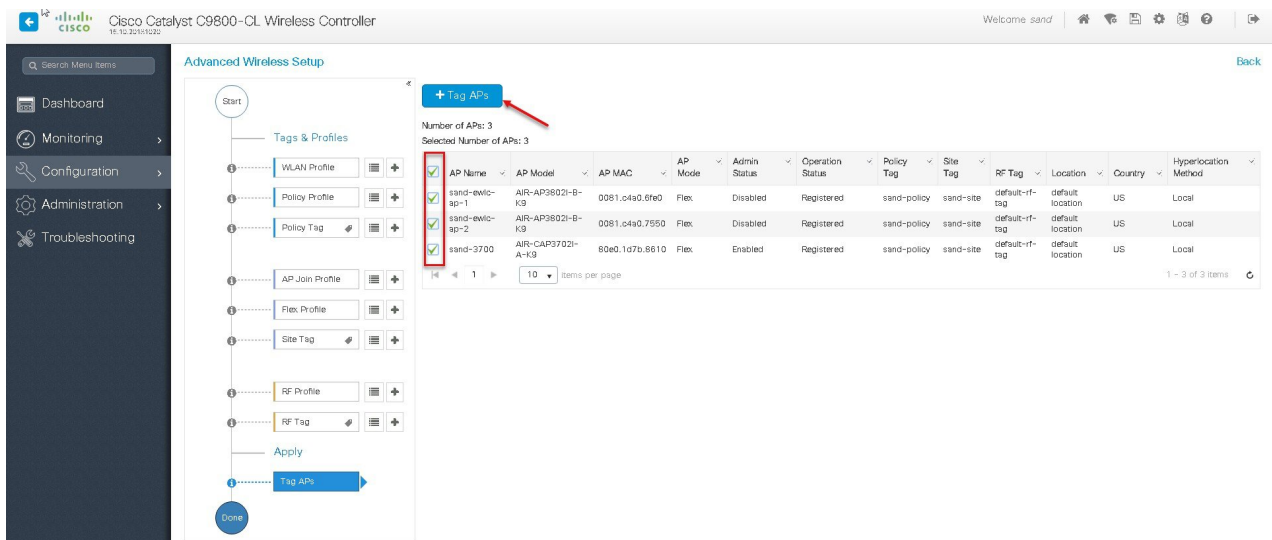 cisco
Cisco Catalyst C9800-CL Wireless Controller
Welcome sand
Search Menu Items
Dashboard
Monitoring
Configuration
Administration
Troubleshooting
Advanced Wireless Setup
Back
Start
Tags & Profiles
WLAN Profile
Policy Profile
Policy Tag
AP Join Profile
Flex Profile
Site Tag
RF Profile
RF Tag
Apply
Tag APs
Done
+ Tag APs
Number of APs: 3
Selected Number of APs: 3
AP Name AP Model AP MAC AP Mode Admin Status Operation Status Policy Tag Site Tag RF Tag Location Country Hyperlocation Method
sand-ewlc-ap-1 AIR-AP3802I-B-K9 0081.c4a0.6fe0 Flex Disabled Registered sand-policy sand-site default-rf-tag default location US Local
sand-ewlc-ap-2 AIR-AP3802I-B-K9 0081.c4a0.7550 Flex Disabled Registered sand-policy sand-site default-rf-tag default location US Local
sand-3700 AIR-CAP3702I-A-K9 80e0.1d7b.8610 Flex Enabled Registered sand-policy sand-site default-rf-tag default location US Local
1 10 items per page
1 - 3 of 3 items